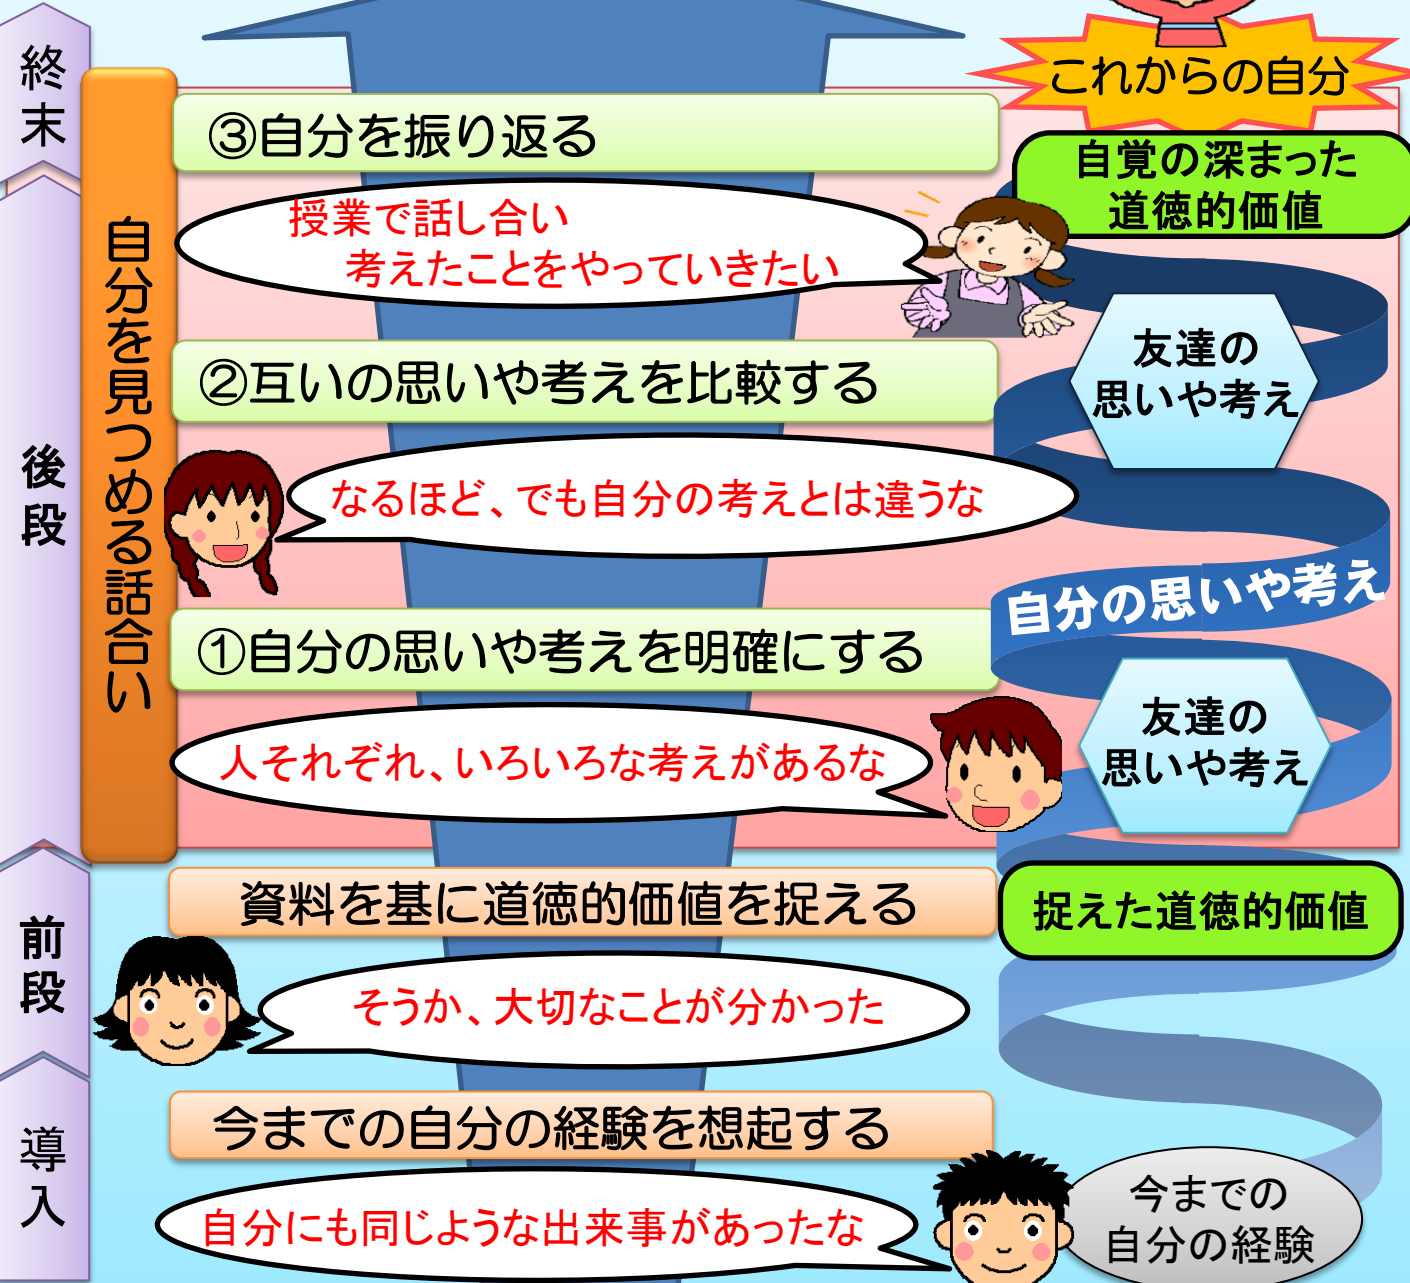 終末
これからの自分
③自分を振り返る
自覚の深まった
道徳的価値
授業で話し合い
考えたことをやっていきたい
自分を見つめる話合い
友達の
思いや考え
②互いの思いや考えを比較する
後段
なるほど、でも自分の考えとは違うな
自分の思いや考え
①自分の思いや考えを明確にする
友達の
思いや考え
人それぞれ、いろいろな考えがあるな
前段
資料を基に道徳的価値を捉える
捉えた道徳的価値
そうか、大切なことが分かった
導入
今までの自分の経験を想起する
自分にも同じような出来事があったな
今までの
自分の経験